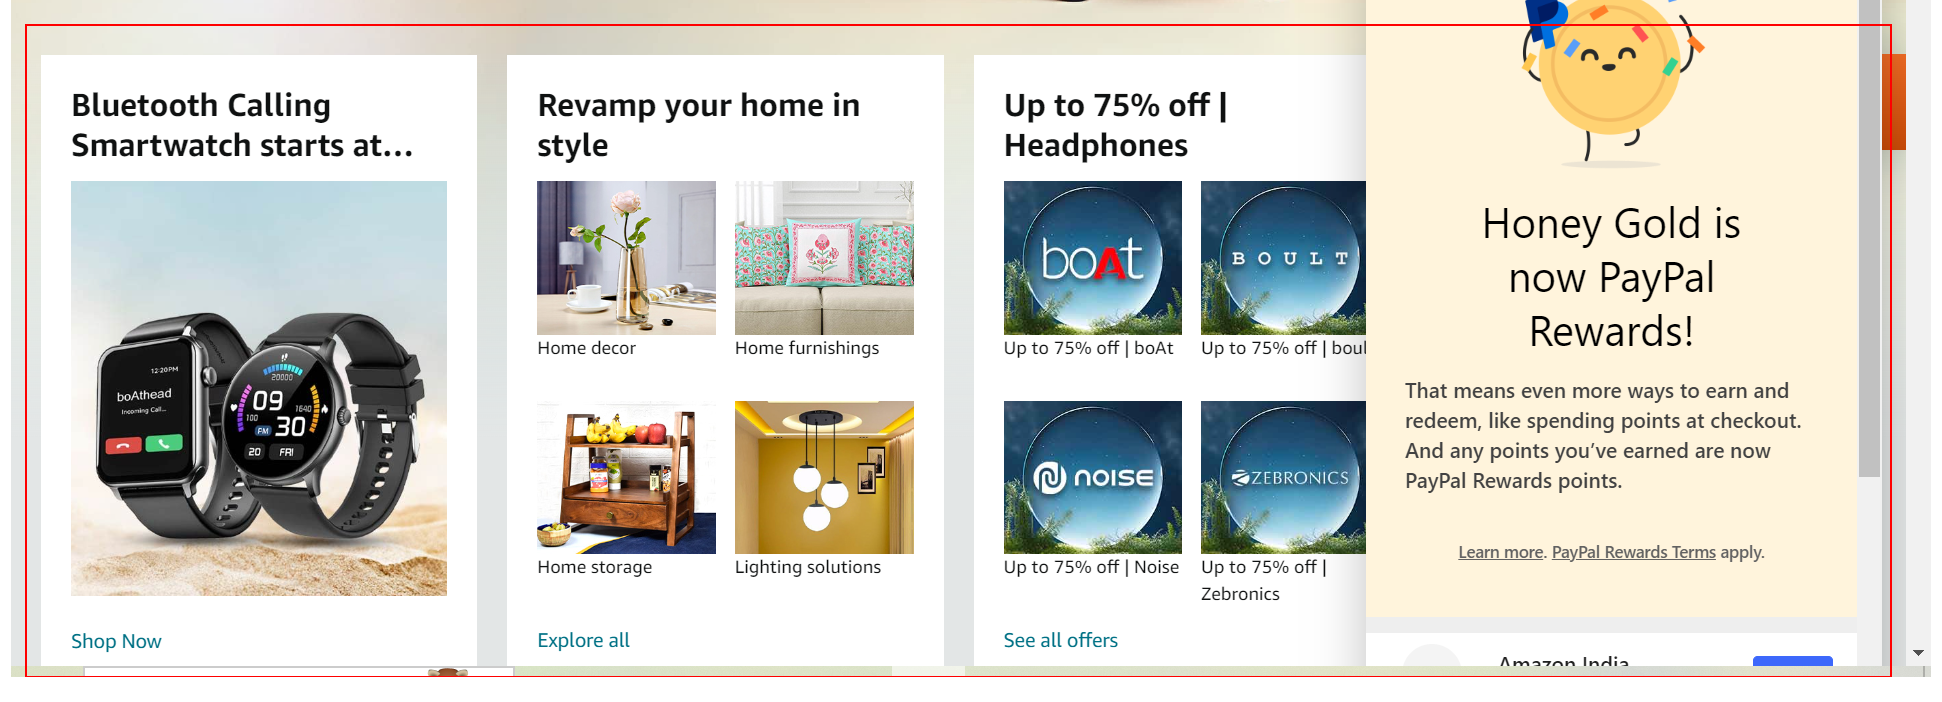 Bluetooth Calling
Smartwatch starts at...
12:20PM
boAthead
Incoming Call...
20000
09
100
1640
PM
30
20
FRI
Shop Now
Revamp your home in
style
Home decor
Home furnishings
Home storage
Lighting solutions
Explore all
Up to 75% off |
Headphones
boAt
BOULT
Up to 75% off | boAt
Up to 75% off | boul
noise
ZEBRONICS
Up to 75% off | Noise
Up to 75% off |
Zebronics
See all offers
Honey Gold is
now PayPal
Rewards!
That means even more ways to earn and
redeem, like spending points at checkout.
And any points you’ve earned are now
PayPal Rewards points.
Learn more. PayPal Rewards Terms apply.
Amazon India